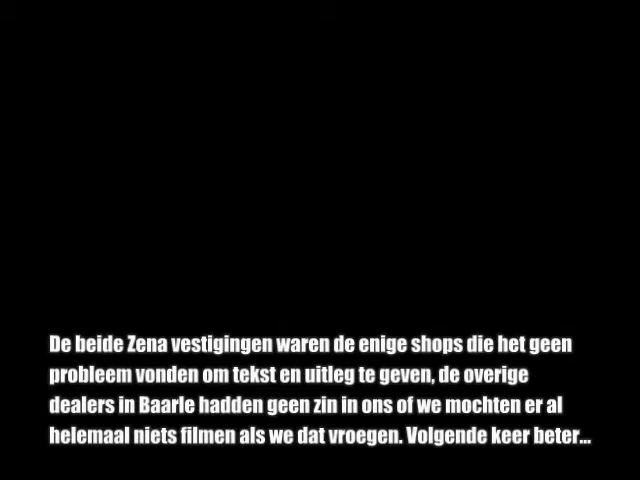 De beide Zena vestigingen waren de enige shops die het geen
probleem vonden om tekst en uitleg te geven, de overige
dealers in Baarle hadden geen zin in ons of we mochten er al
helemaal niets filmen als we dat vroegen. Volgende keer beter...